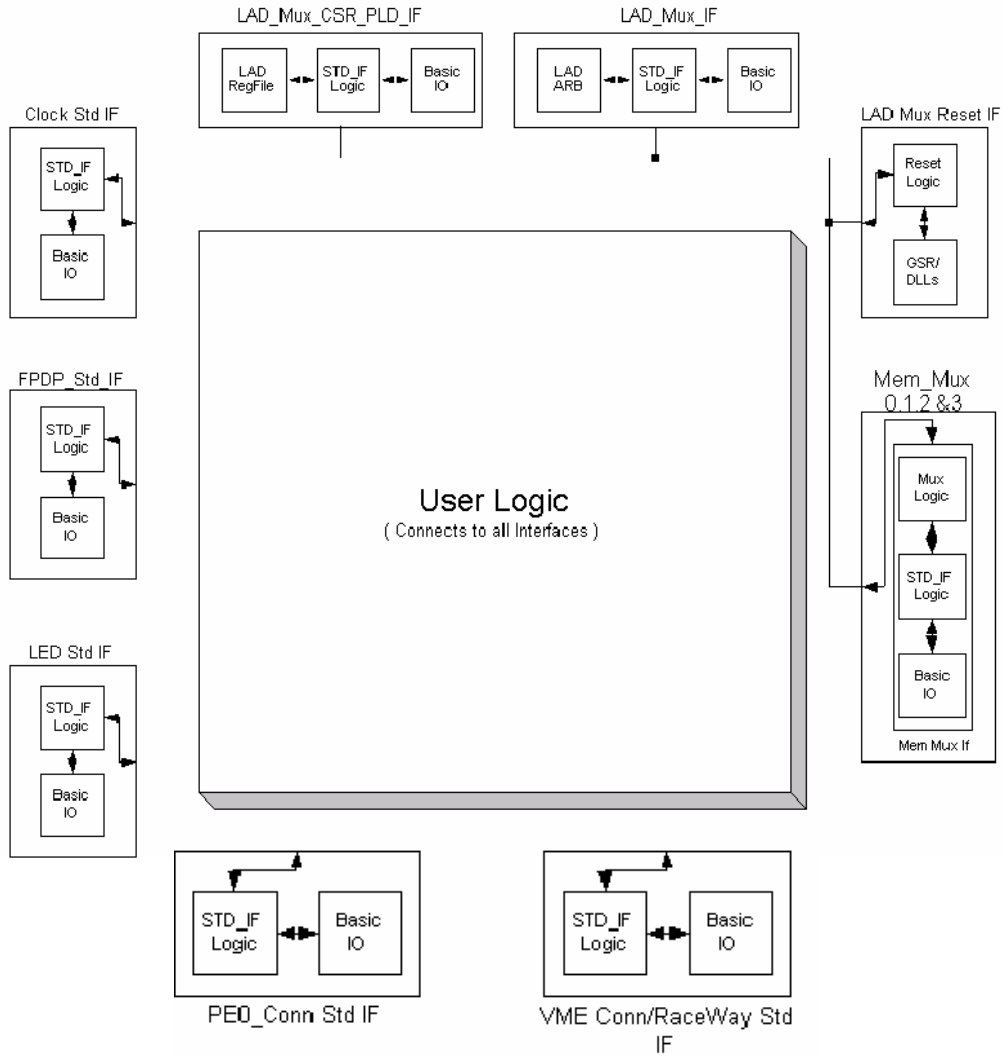 LAD_Mux_CSR_PLD_IF
LAD
RegFile
STD_IF
Logic
Basic
IO
LAD_Mux_IF
LAD
ARB
STD_IF
Logic
Basic
IO
Clock Std IF
STD_IF
Logic
Basic
IO
LAD Mux Reset IF
Reset
Logic
GSR/
DLLs
FPDP_Std_IF
STD_IF
Logic
Basic
IO
User Logic
( Connects to all Interfaces )
Mem_Mux
0,1,2 &3
Mux
Logic
STD_IF
Logic
Basic
IO
Mem Mux If
LED Std IF
STD_IF
Logic
Basic
IO
STD_IF
Logic
Basic
IO
PE0_Conn Std IF
STD_IF
Logic
Basic
IO
VME Conn/RaceWay Std
IF